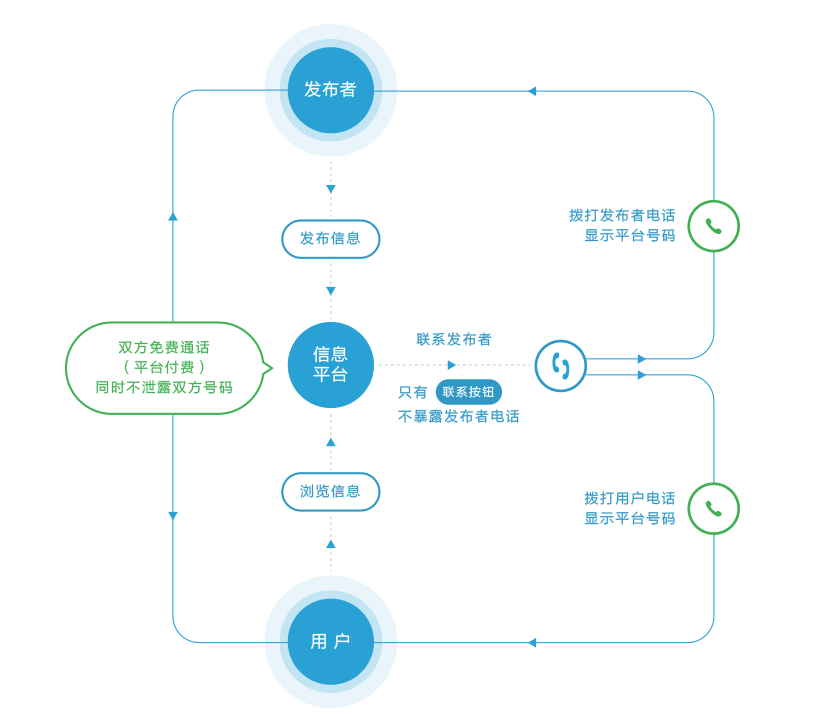 发布者
拨打发布者电话
显示平台号码
发布信息
双方免费通话
（平台付费）
同时不泄露双方号码
信息
平台
联系发布者
只有 联系按钮
不暴露发布者电话
浏览信息
拨打用户电话
显示平台号码
用户